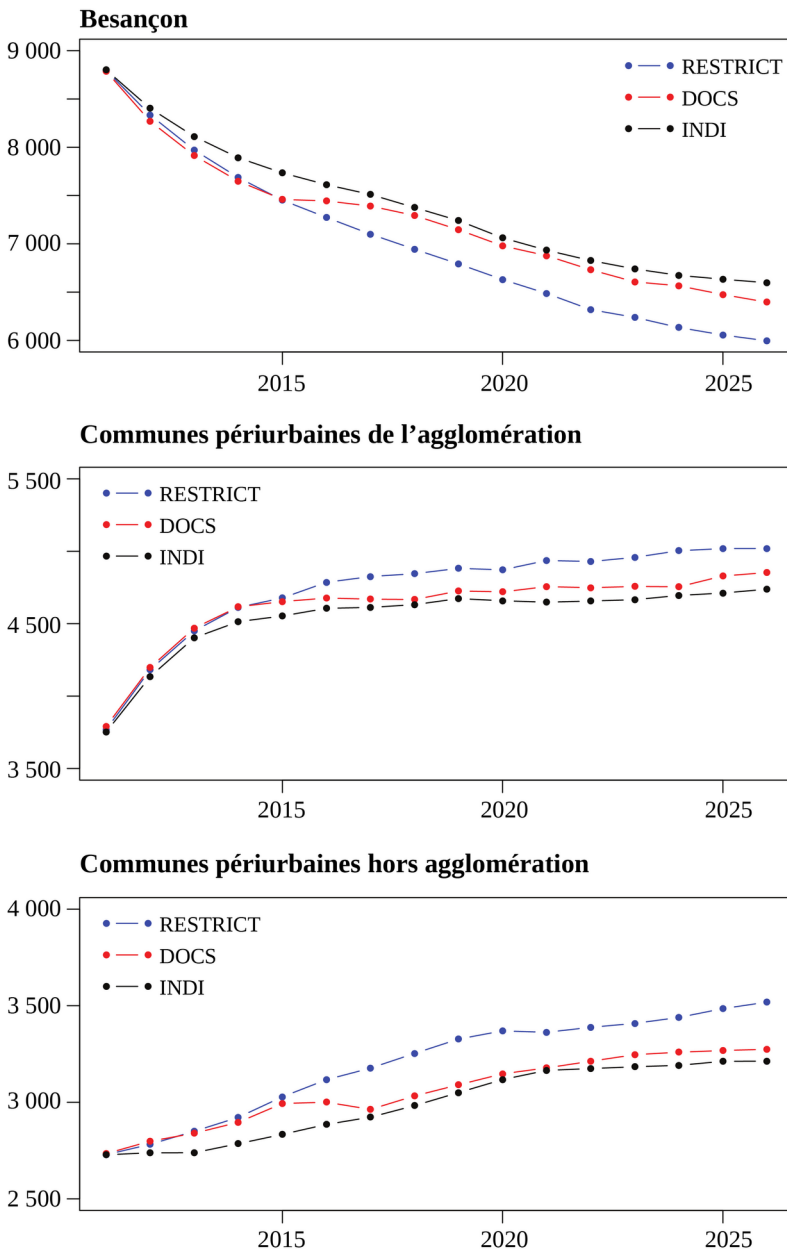 Besançon
9 000
8 000
7 000
6 000
RESTRICT
DOCS
INDI
2015
2020
2025
Communes périurbaines de l’agglomération
5 500
4 500
3 500
RESTRICT
DOCS
INDI
2015
2020
2025
Communes périurbaines hors agglomération
4 000
3 500
3 000
2 500
RESTRICT
DOCS
INDI
2015
2020
2025